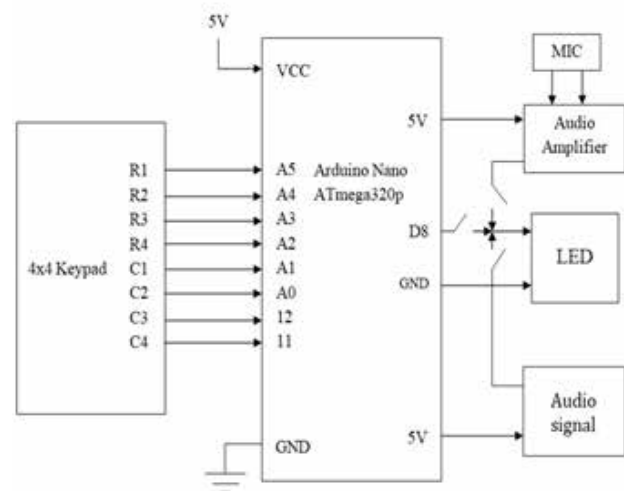 5V
VCC
MIC
5V
Audio
Amplifier
R1
R2
R3
R4
C1
C2
C3
C4
4x4 Keypad
A5
A4
A3
A2
A1
A0
12
11
Arduino Nano
ATmega320p
D8
GND
LED
GND
5V
Audio
signal